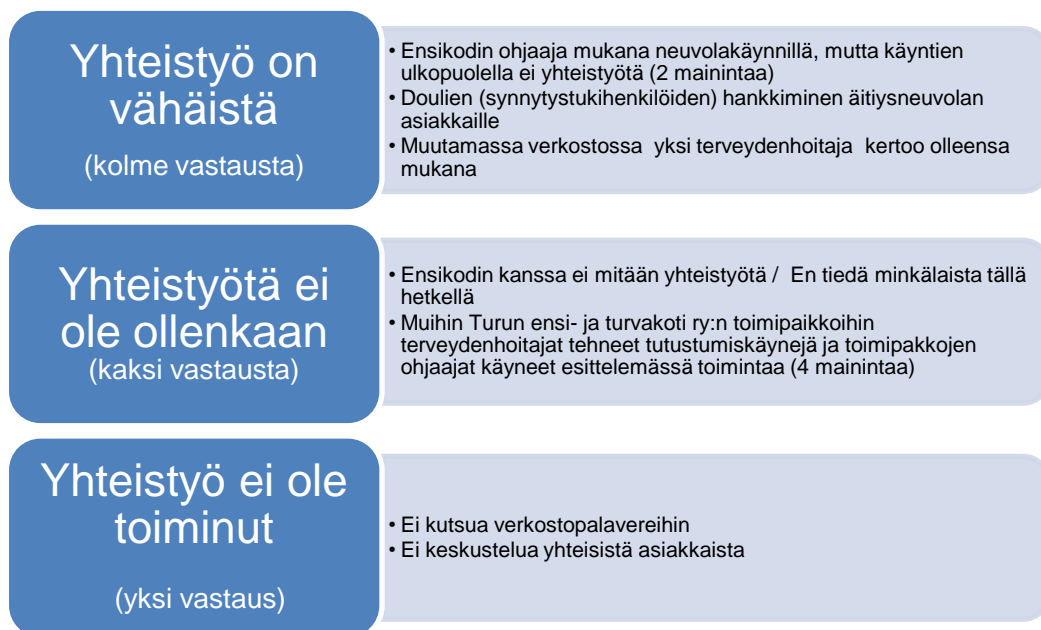 Yhteistyö on
vähäistä
(kolme vastausta)
• Ensikodin ohjaaja mukana neuvolakäynnillä, mutta käyntien
ulkopuolella ei yhteistyötä (2 mainintaa)
• Doulien (synnytystukihenkilöiden) hankkiminen äitiysneuvolan
asiakkaille
• Muutamassa verkostossa yksi terveydenhoitaja kertoo olleensa
mukana
Yhteistyötä ei
ole ollenkaan
(kaksi vastausta)
• Ensikodin kanssa ei mitään yhteistyötä / En tiedä minkälaista tällä
hetkellä
• Muihin Turun ensi- ja turvakoti ry:n toimipaikkoihin
terveydenhoitajat tehneet tutustumiskäynejä ja toimipakkojen
ohjaajat käyneet esittelemässä toimintaa (4 mainintaa)
Yhteistyö ei ole
toiminut
(yksi vastaus)
• Ei kutsua verkostopalavereihin
• Ei keskustelua yhteisistä asiakkaista